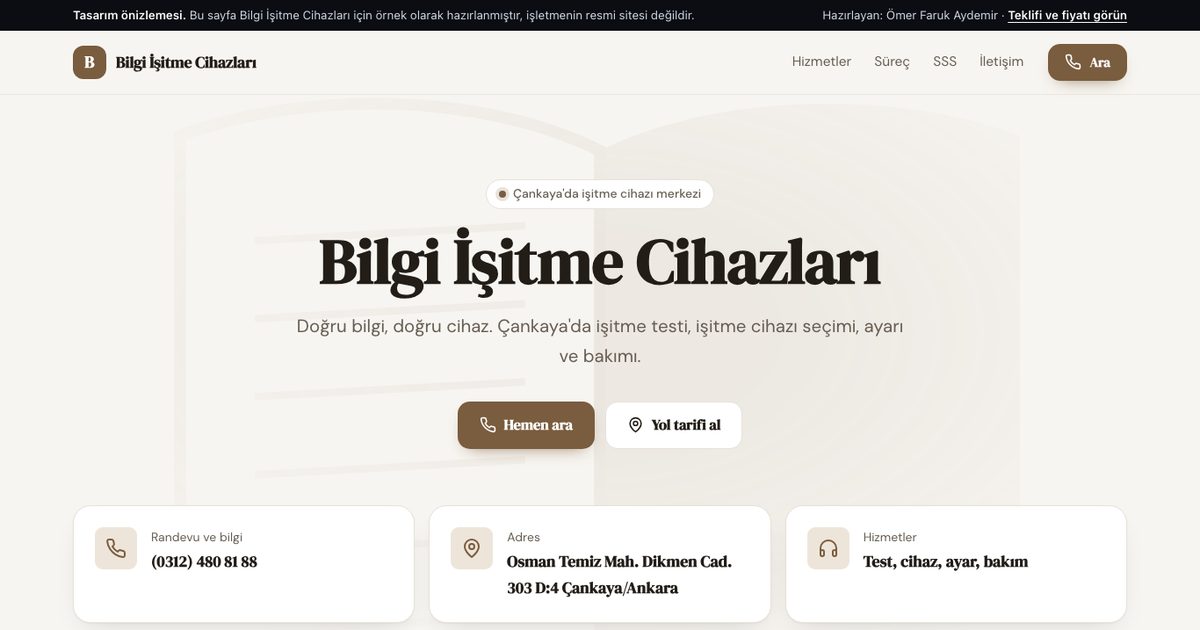 Tasarım önizlemesi. Bu sayfa Bilgi İşitme Cihazları için örnek olarak hazırlanmıştır, işletmenin resmi sitesi değildir.
Hazırlayan: Ömer Faruk Aydemir · Teklifi ve fiyatı görün
B Bilgi İşitme Cihazları
Hizmetler Süreç SSS İletişim Ara
Çankaya'da işitme cihazı merkezi
Bilgi İşitme Cihazları
Doğru bilgi, doğru cihaz. Çankaya'da işitme testi, işitme cihazı seçimi, ayarı
ve bakımı.
Hemen ara
Yol tarifi al
Randevu ve bilgi
(0312) 480 81 88
Adres
Osman Temiz Mah. Dikmen Cad.
303 D:4 Çankaya/Ankara
Hizmetler
Test, cihaz, ayar, bakım